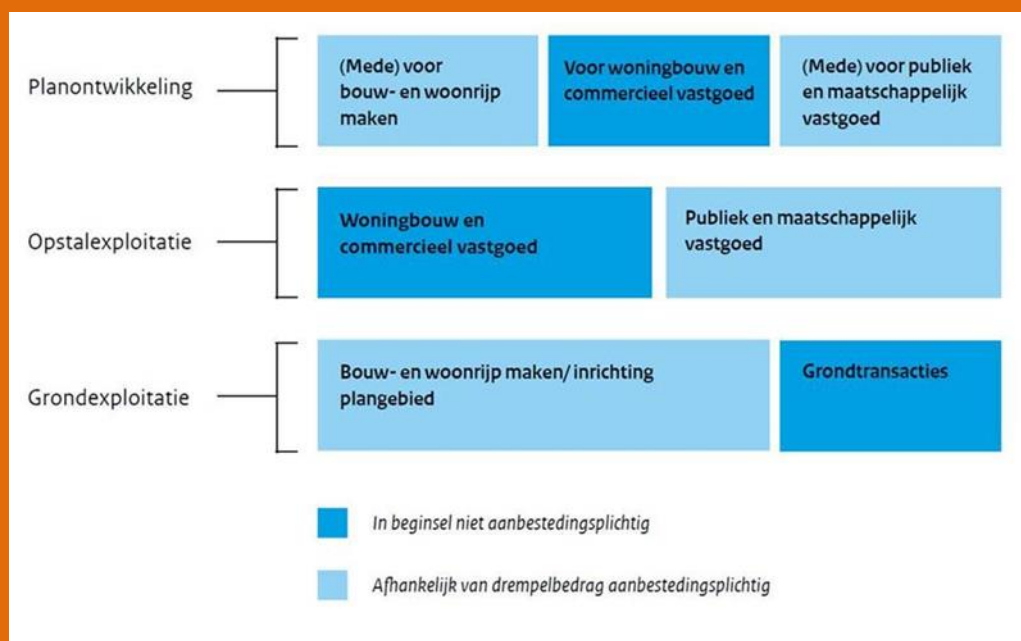 Planontwikkeling
(Mede) voor
bouw- en woonrijp
maken
Voor woningbouw en
commercieel vastgoed
(Mede) voor publiek
en maatschappelijk
vastgoed
Opstalexploitatie
Woningbouw en
commercieel vastgoed
Publiek en maatschappelijk
vastgoed
Grondexploitatie
Bouw- en woonrijp maken/ inrichting
plangebied
Grondtransacties
In beginsel niet aanbestedingsplichtig
Afhankelijk van drempelbedrag aanbestedingsplichtig